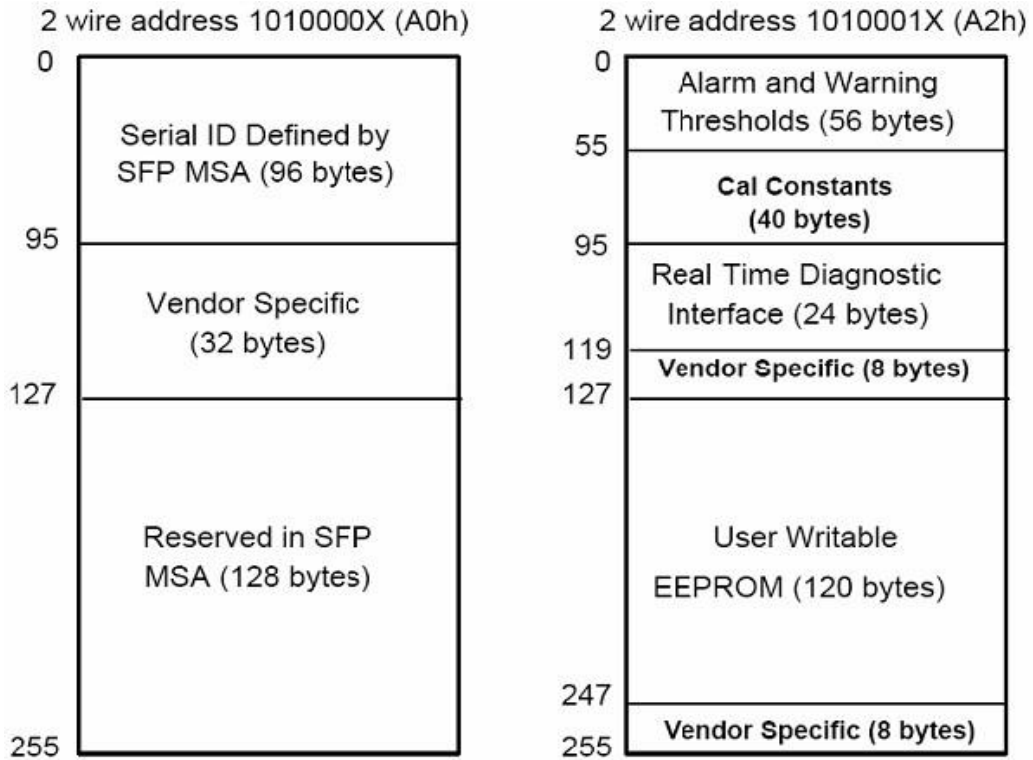 2 wire address 1010000X (A0h)
0
Serial ID Defined by
SFP MSA (96 bytes)
95
Vendor Specific
(32 bytes)
127
Reserved in SFP
MSA (128 bytes)
255
2 wire address 1010001X (A2h)
0
Alarm and Warning
Thresholds (56 bytes)
55
Cal Constants
(40 bytes)
95
Real Time Diagnostic
Interface (24 bytes)
119
Vendor Specific (8 bytes)
127
User Writable
EEPROM (120 bytes)
247
Vendor Specific (8 bytes)
255